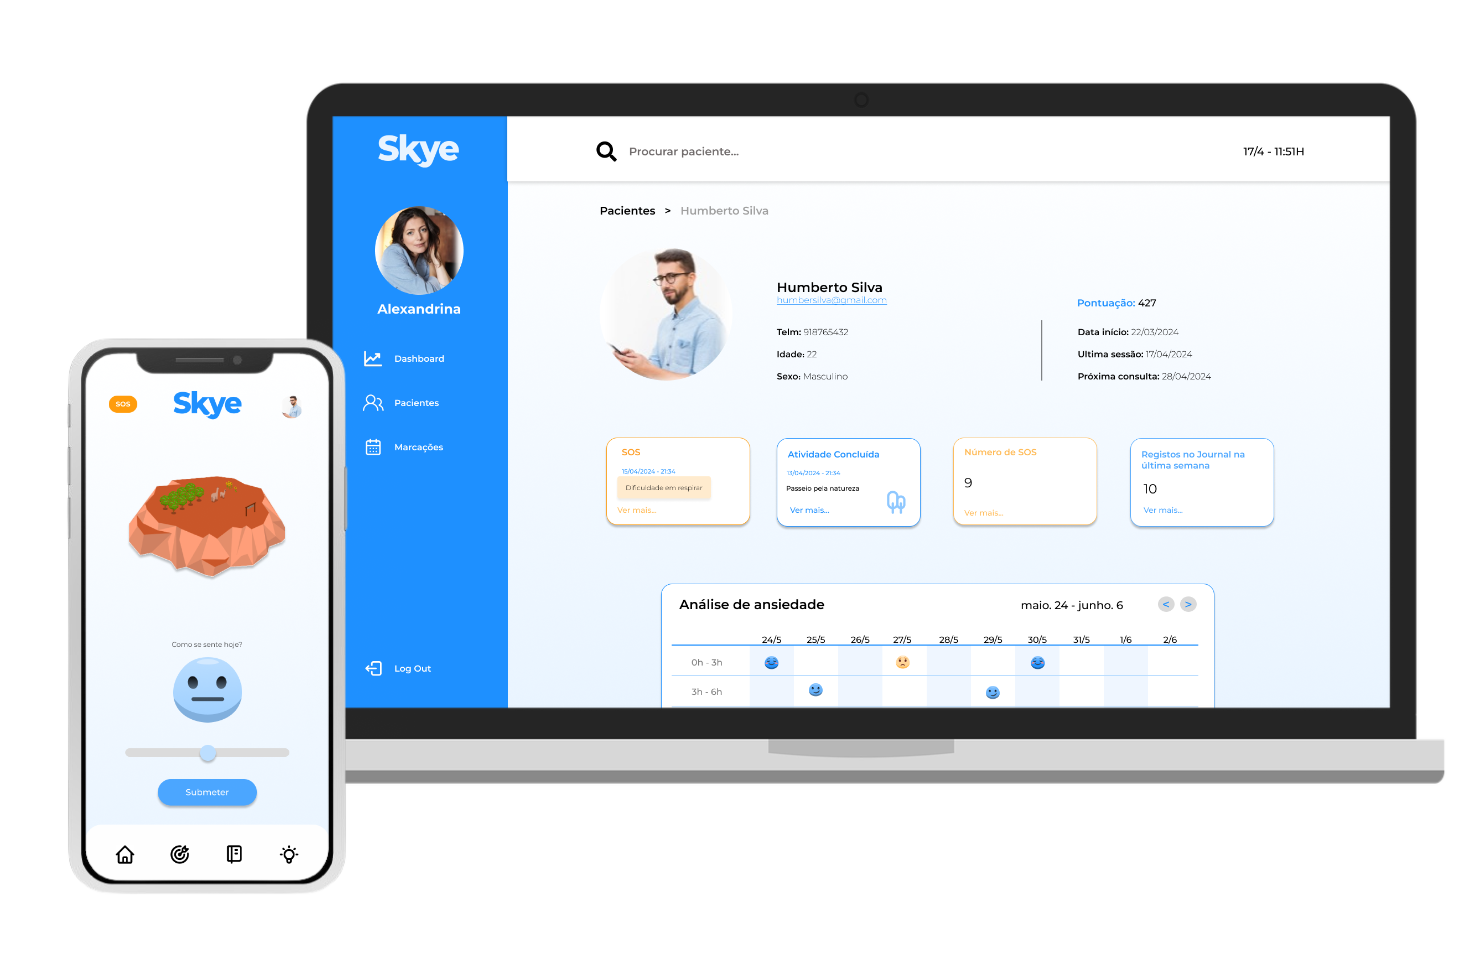 Skye
Procurar paciente...
17/4 - 11:51H
Pacientes > Humberto Silva
Alexandrina
Dashboard
Pacientes
Marcações
Log Out
Humberto Silva
humbersilva@gmail.com
Telm: 918765432
Idade: 22
Sexo: Masculino
Pontuação: 427
Data início: 22/03/2024
Ultima sessão: 17/04/2024
Próxima consulta: 28/04/2024
SOS
15/04/2024 - 21:34
Dificuldade em respirar
Ver mais...
Atividade Concluída
13/04/2024 - 21:34
Passeio pela natureza
Ver mais...
Número de SOS
9
Ver mais...
Registos no Journal na
última semana
10
Ver mais...
Análise de ansiedade
maio. 24 - junho. 6
< >
24/5 25/5 26/5 27/5 28/5 29/5 30/5 31/5 1/6 2/6
0h - 3h
3h - 6h
SOS
Skye
Como se sente hoje?
Submeter